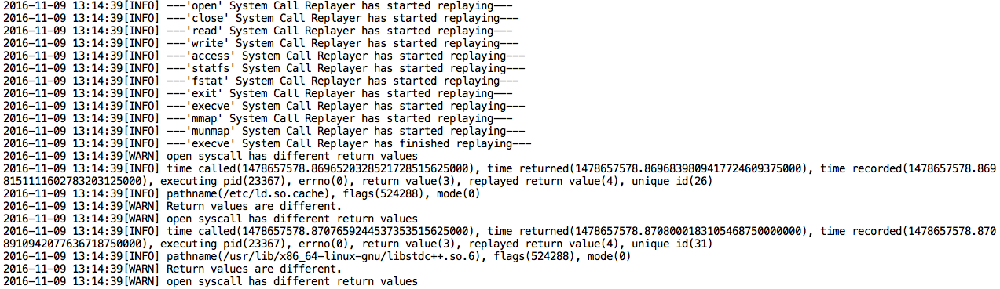 2016-11-09 13:14:39[INFO] ---'open' System Call Replayer has started replaying---
2016-11-09 13:14:39[INFO] ---'close' System Call Replayer has started replaying---
2016-11-09 13:14:39[INFO] ---'read' System Call Replayer has started replaying---
2016-11-09 13:14:39[INFO] ---'write' System Call Replayer has started replaying---
2016-11-09 13:14:39[INFO] ---'access' System Call Replayer has started replaying---
2016-11-09 13:14:39[INFO] ---'statfs' System Call Replayer has started replaying---
2016-11-09 13:14:39[INFO] ---'fstat' System Call Replayer has started replaying---
2016-11-09 13:14:39[INFO] ---'exit' System Call Replayer has started replaying---
2016-11-09 13:14:39[INFO] ---'execve' System Call Replayer has started replaying---
2016-11-09 13:14:39[INFO] ---'mmap' System Call Replayer has started replaying---
2016-11-09 13:14:39[INFO] ---'munmap' System Call Replayer has started replaying---
2016-11-09 13:14:39[INFO] ---'execve' System Call Replayer has finished replaying---
2016-11-09 13:14:39[WARN] open syscall has different return values
2016-11-09 13:14:39[INFO] time called(1478657578.8696520328521728515625000), time returned(1478657578.8696839809417724609375000), time recorded(1478657578.869
8151111602783203125000), executing pid(23367), errno(0), return value(3), replayed return value(4), unique id(26)
2016-11-09 13:14:39[INFO] pathname(/etc/ld.so.cache), flags(524288), mode(0)
2016-11-09 13:14:39[WARN] Return values are different.
2016-11-09 13:14:39[WARN] open syscall has different return values
2016-11-09 13:14:39[INFO] time called(1478657578.8707659244537353515625000), time returned(1478657578.8708000183105468750000000), time recorded(1478657578.870
8910942077636718750000), executing pid(23367), errno(0), return value(3), replayed return value(4), unique id(31)
2016-11-09 13:14:39[INFO] pathname(/usr/lib/x86_64-linux-gnu/libstdc++.so.6), flags(524288), mode(0)
2016-11-09 13:14:39[WARN] Return values are different.
2016-11-09 13:14:39[WARN] open syscall has different return values